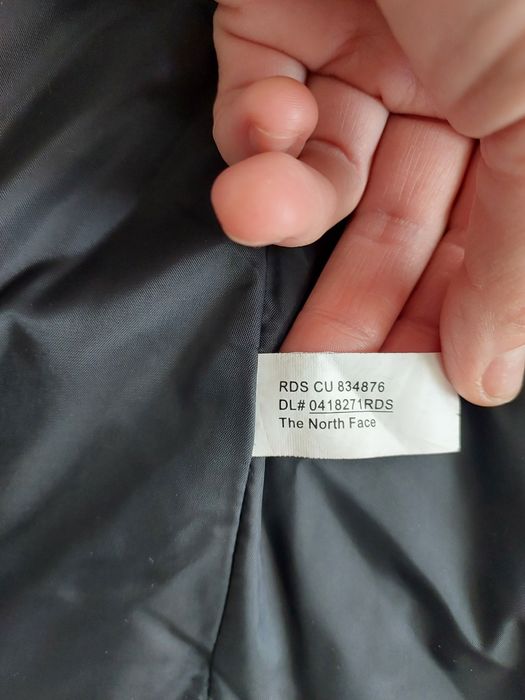 RDS CU 834876
DL# 0418271RDS
The North Face